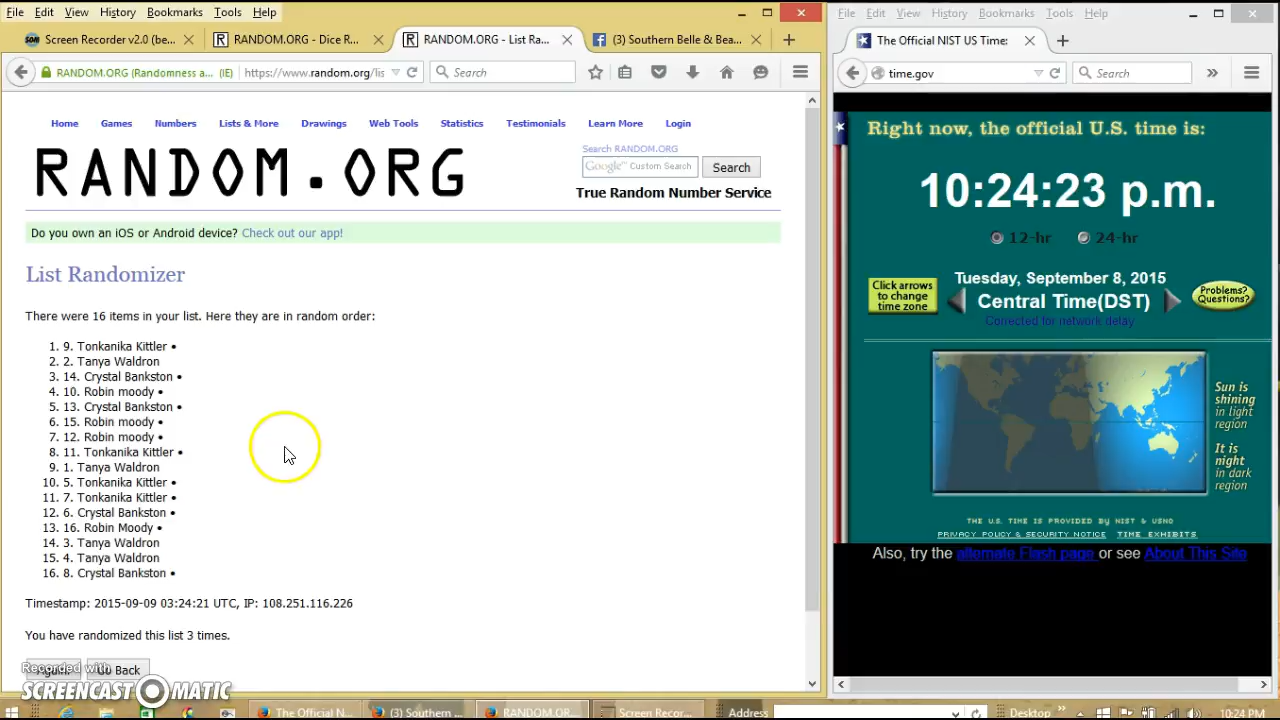 File Edit View History Bookmarks Tools Help
Screen Recorder v2.0 (be...
RANDOM.ORG - Dice R...
RANDOM.ORG - List Ra...
(3) Southern Belle & Bea...
RANDOM.ORG (Randomness a... (IE)
https://www.random.org/lis
Search
Home Games Numbers Lists & More Drawings Web Tools Statistics Testimonials Learn More Login
RANDOM.ORG
Search RANDOM.ORG
Google™ Custom Search
Search
True Random Number Service
Do you own an iOS or Android device? Check out our app!
List Randomizer
There were 16 items in your list. Here they are in random order:
1. 9. Tonkanika Kittler •
2. 2. Tanya Waldron
3. 14. Crystal Bankston •
4. 10. Robin moody •
5. 13. Crystal Bankston •
6. 15. Robin moody •
7. 12. Robin moody •
8. 11. Tonkanika Kittler •
9. 1. Tanya Waldron
10. 5. Tonkanika Kittler •
11. 7. Tonkanika Kittler •
12. 6. Crystal Bankston •
13. 16. Robin Moody •
14. 3. Tanya Waldron
15. 4. Tanya Waldron
16. 8. Crystal Bankston •
Timestamp: 2015-09-09 03:24:21 UTC, IP: 108.251.116.226
You have randomized this list 3 times.
Again! Go Back
Recorded with
SCREENCAST-O-MATIC
File Edit View History Bookmarks Tools Help
The Official NIST US Time:
time.gov
Search
Right now, the official U.S. time is:
10:24:23 p.m.
12-hr 24-hr
Click arrows
to change
time zone
Tuesday, September 8, 2015
Central Time(DST)
Corrected for network delay
Problems?
Questions?
Sun is
shining
in light
region
It is
night
in dark
region
THE U.S. TIME IS PROVIDED BY NIST & USNO
PRIVACY POLICY & SECURITY NOTICE TIME EXHIBITS
Also, try the alternate Flash page or see About This Site
The Official N...
(3) Southern ...
RANDOM.OR...
Screen Recor...
Address
Desktop
10:24 PM